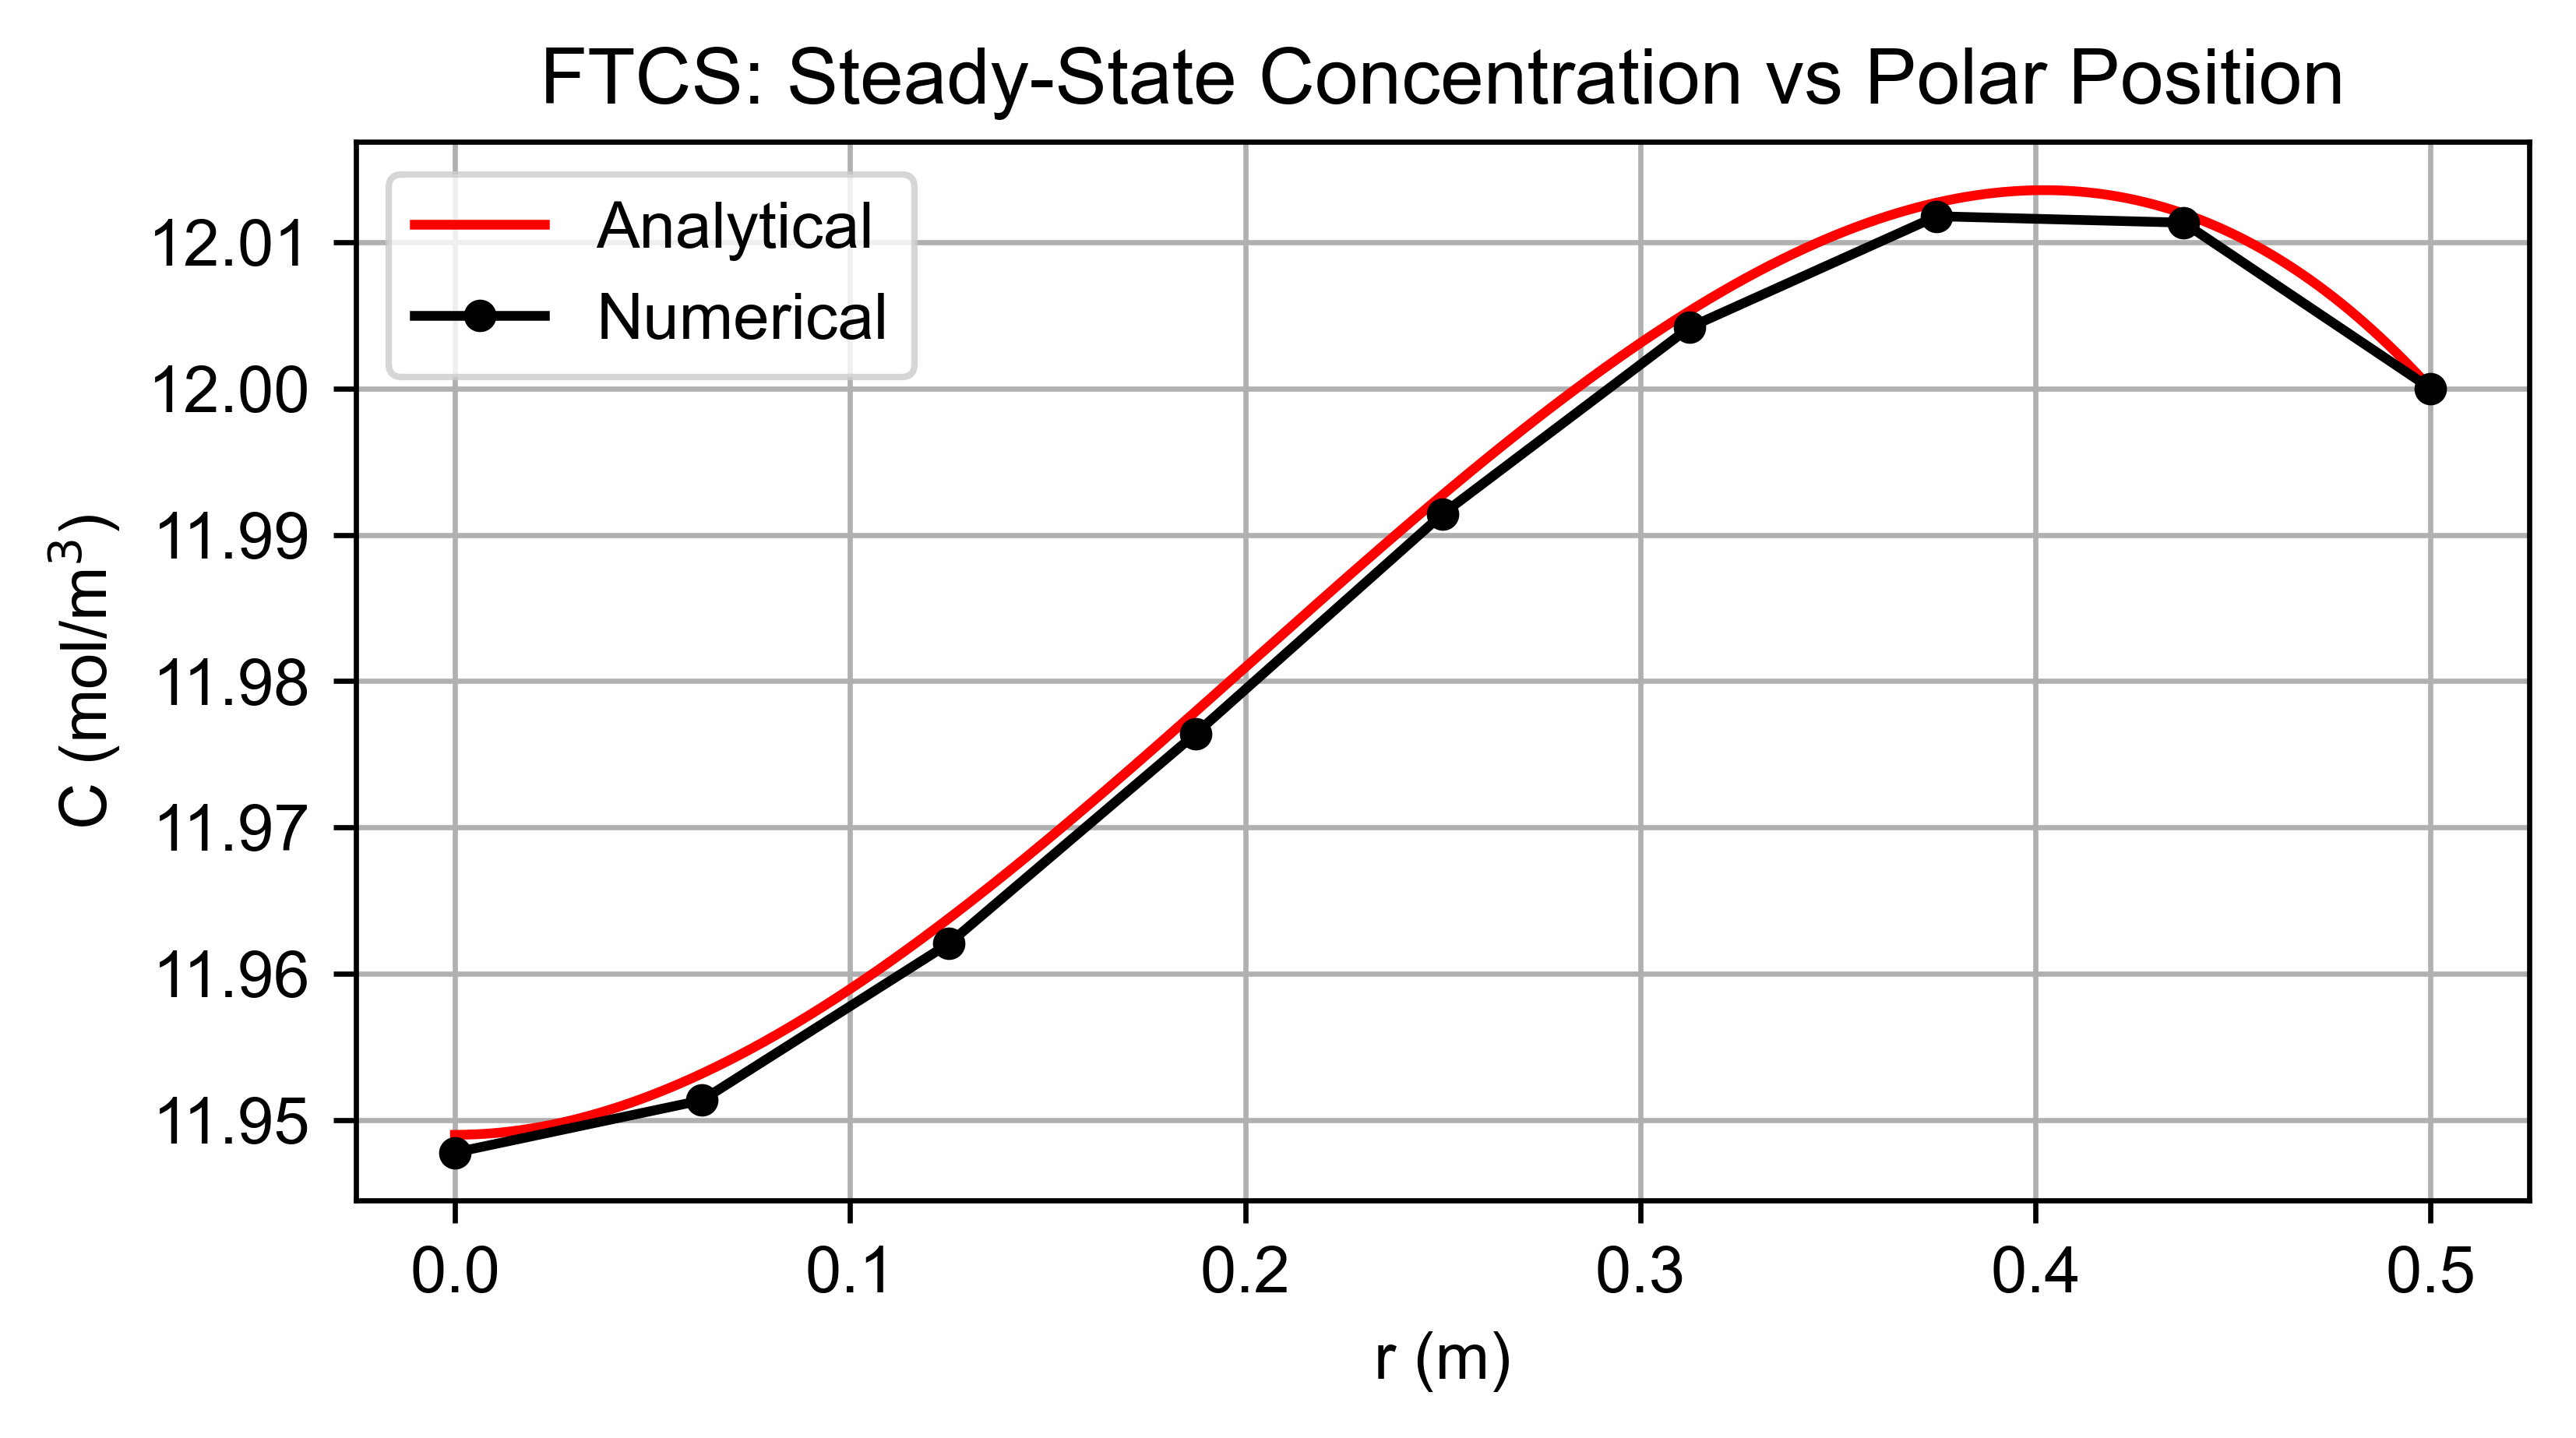 FTCS: Steady-State Concentration vs Polar Position
Analytical
Numerical
12.01
12.00
11.99
11.98
11.97
11.96
11.95
C (mol/m³)
0.0 0.1 0.2 0.3 0.4 0.5
r (m)